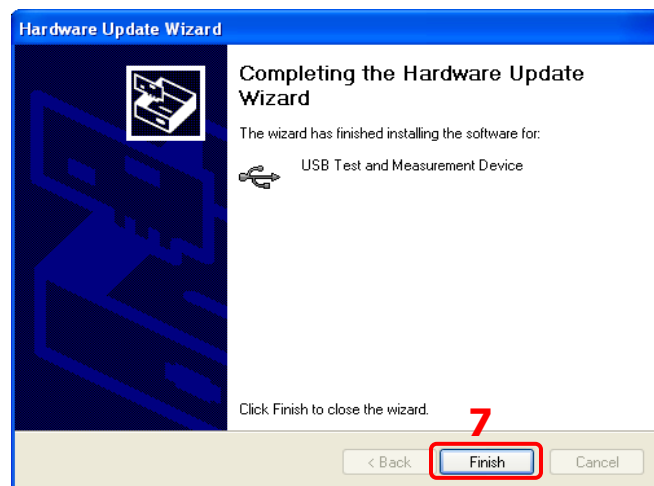 Hardware Update Wizard
Completing the Hardware Update
Wizard
The wizard has finished installing the software for:
USB Test and Measurement Device
Click Finish to close the wizard.
7
< Back
Finish
Cancel